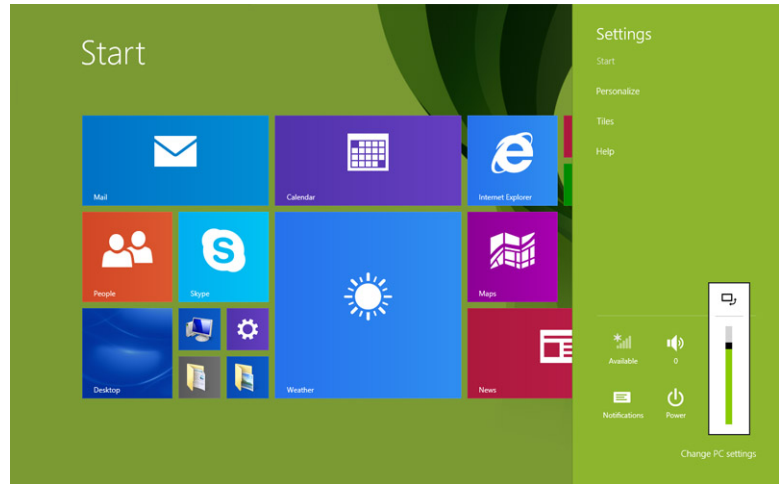 Start
Mail
Calendar
Internet Explorer
People
Skype
Maps
Desktop
Weather
News
Settings
Start
Personalize
Tiles
Help
Available
0
Notifications
Power
Change PC settings